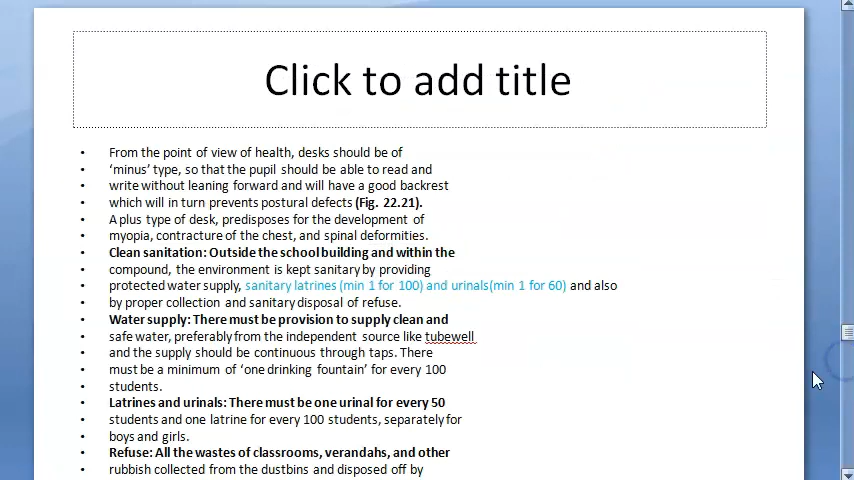 Click to add title
• From the point of view of health, desks should be of
• ‘minus’ type, so that the pupil should be able to read and
• write without leaning forward and will have a good backrest
• which will in turn prevents postural defects (Fig. 22.21).
• A plus type of desk, predisposes for the development of
• myopia, contracture of the chest, and spinal deformities.
• Clean sanitation: Outside the school building and within the
• compound, the environment is kept sanitary by providing
• protected water supply, sanitary latrines (min 1 for 100) and urinals(min 1 for 60) and also
• by proper collection and sanitary disposal of refuse.
• Water supply: There must be provision to supply clean and
• safe water, preferably from the independent source like tubewell
• and the supply should be continuous through taps. There
• must be a minimum of ‘one drinking fountain’ for every 100
• students.
• Latrines and urinals: There must be one urinal for every 50
• students and one latrine for every 100 students, separately for
• boys and girls.
• Refuse: All the wastes of classrooms, verandahs, and other
• rubbish collected from the dustbins and disposed off by